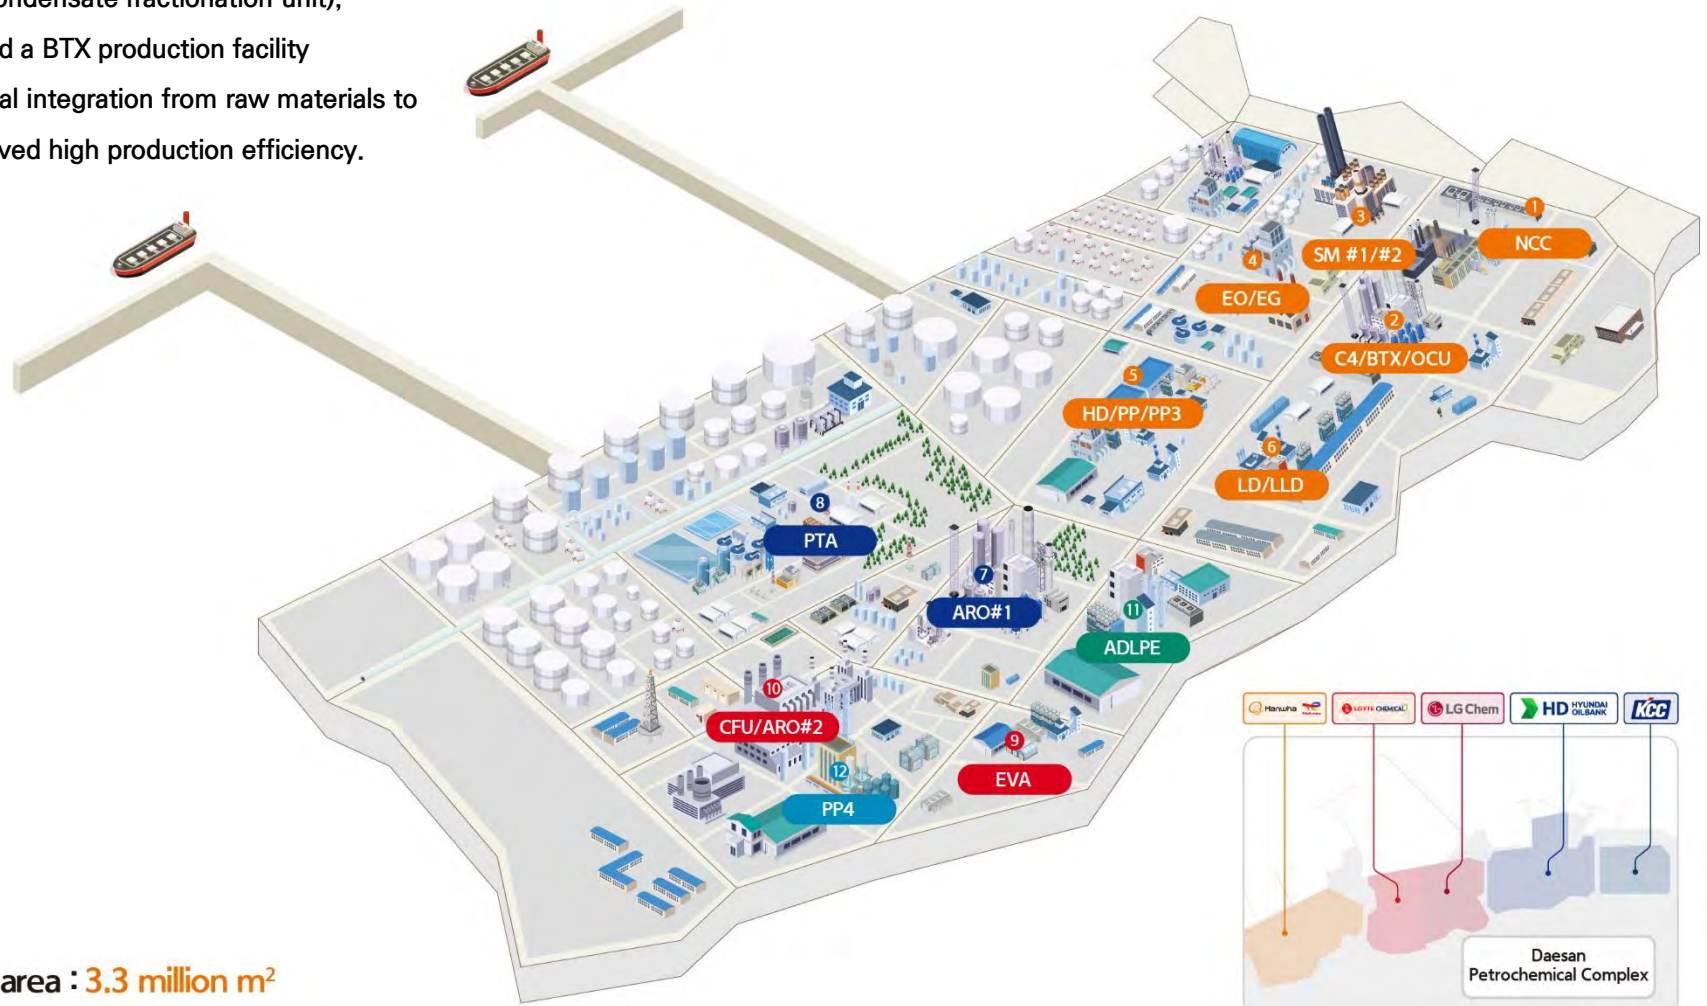 ondensate fractionation unit),
d a BTX production facility
al integration from raw materials to
ved high production efficiency.
1
NCC
3
SM #1/#2
4
EO/EG
2
C4/BTX/OCU
5
HD/PP/PP3
6
LD/LLD
8
PTA
7
ARO#1
11
ADLPE
10
CFU/ARO#2
9
EVA
12
PP4
Hanwha
LOTTE CHEMICAL
LG Chem
HD HYUNDAI
OILBANK
KCC
Daesan
Petrochemical Complex
area : 3.3 million m²